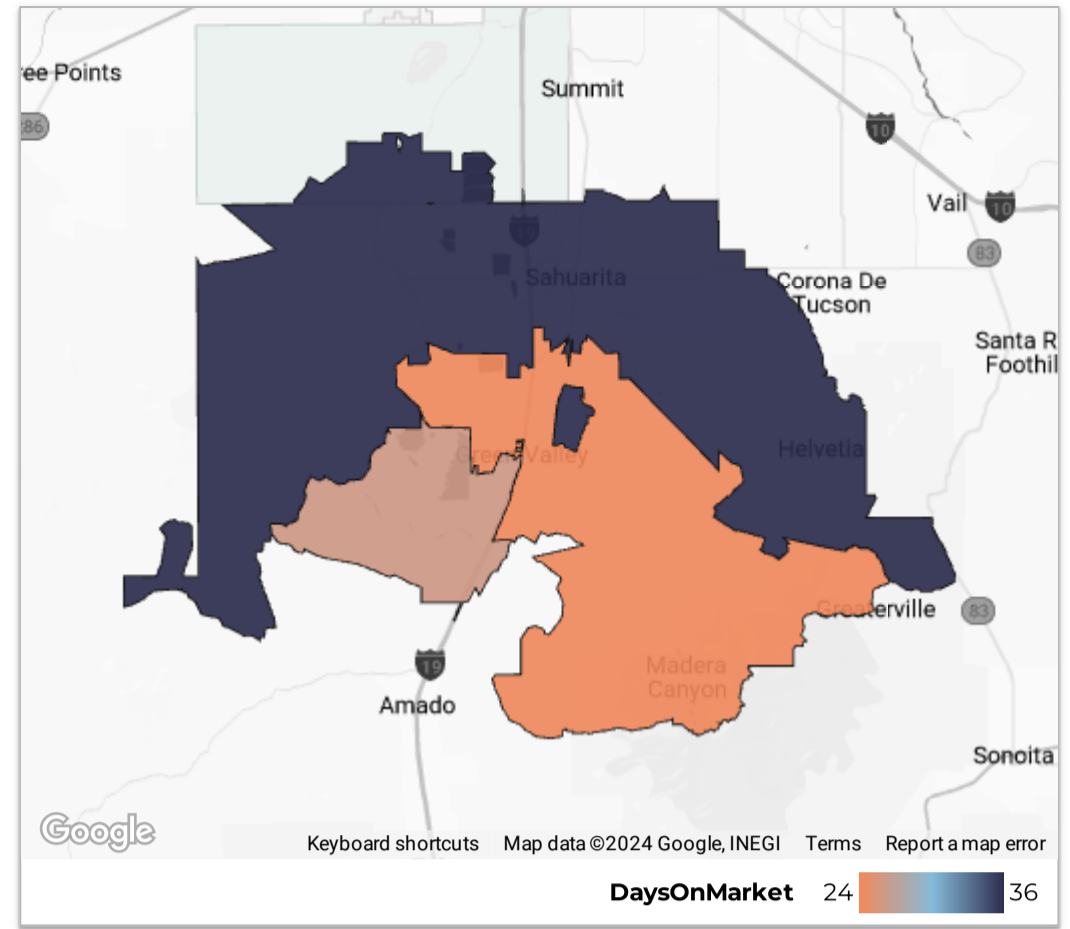 ree Points
Summit
86
10
Vail
10
19
83
Sahuarita
Corona De
Tucson
Santa R
Foothil
Green Valley
Helvetia
Greaterville
83
19
Madera
Canyon
Amado
Sonoita
Google
Keyboard shortcuts Map data ©2024 Google, INEGI Terms Report a map error
DaysOnMarket 24 36